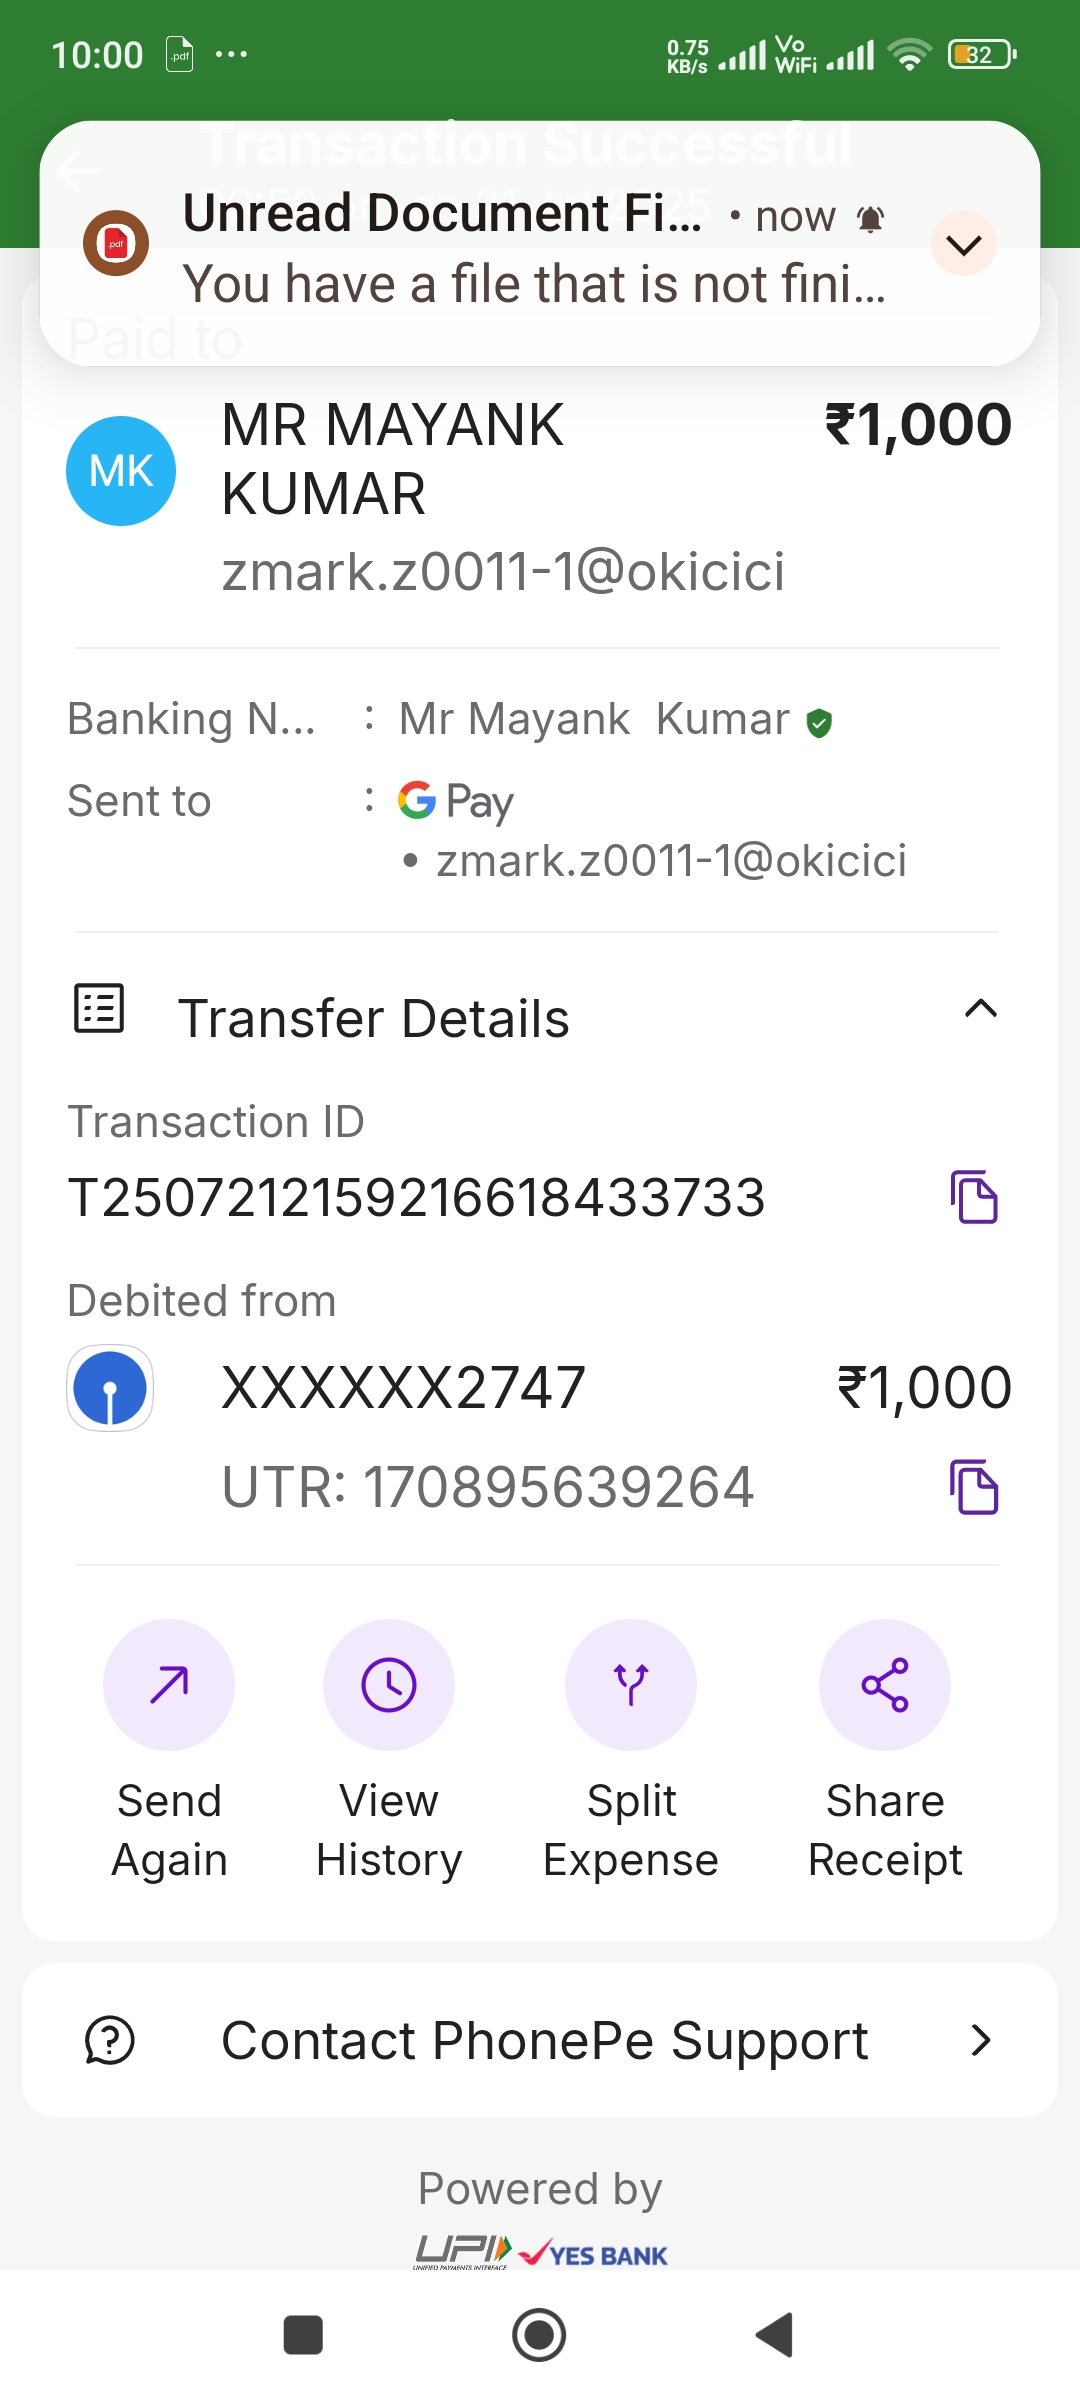 10:00
.pdf
0.75
KB/s
Vo
WiFi
32
Transaction Successful
Unread Document Fi... • now
.pdf
You have a file that is not fini...
Paid to
MK
MR MAYANK
KUMAR
₹1,000
zmark.z0011-1@okicici
Banking N... : Mr Mayank Kumar
Sent to : G Pay
• zmark.z0011-1@okicici
Transfer Details
Transaction ID
T2507212159216618433733
Debited from
XXXXXX2747 ₹1,000
UTR: 170895639264
Send Again
View History
Split Expense
Share Receipt
Contact PhonePe Support
Powered by
UPI YES BANK
UNIFIED PAYMENTS INTERFACE